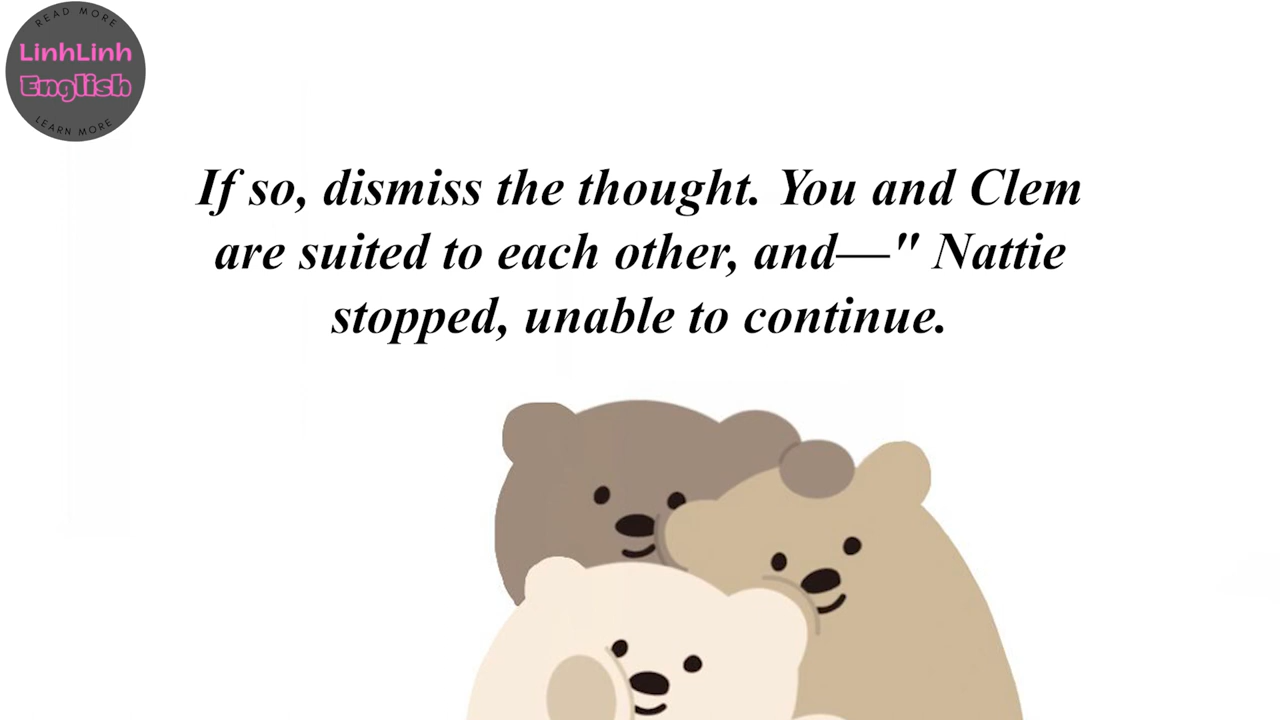 READ MORE
LinhLinh
English
LEARN MORE
If so, dismiss the thought. You and Clem
are suited to each other, and—" Nattie
stopped, unable to continue.